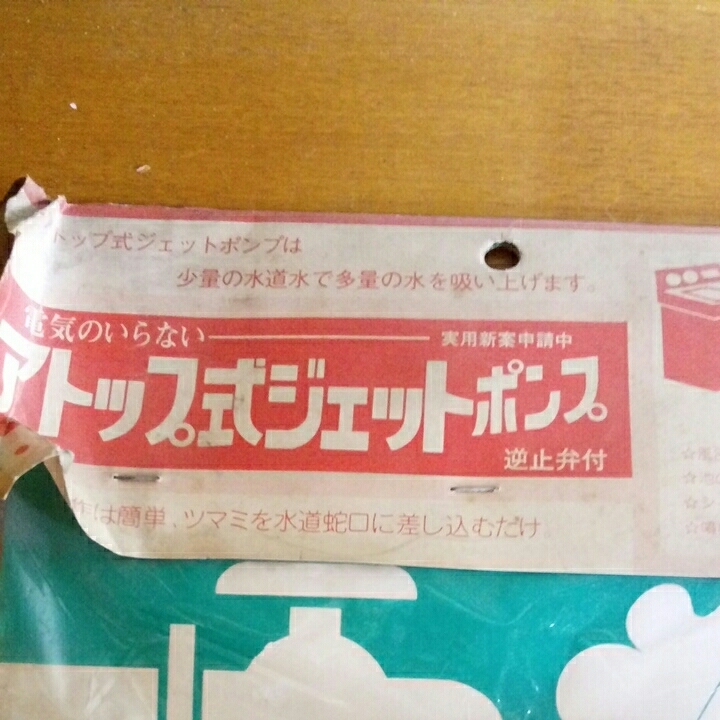 トップ式ジェットポンプは
少量の水道水で多量の水を吸い上げます。
電気のいらない
実用新案申請中
アトップ式ジェットポンプ
逆止弁付
は簡単、ツマミを水道蛇口に差し込むだけ